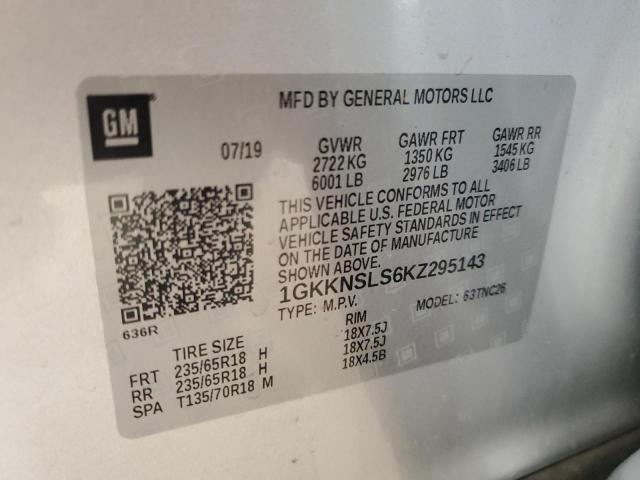 MFD BY GENERAL MOTORS LLC
GM
07/19
GVWR GAWR FRT GAWR RR
2722 KG 1350 KG 1545 KG
6001 LB 2976 LB 3406 LB
THIS VEHICLE CONFORMS TO ALL
APPLICABLE U.S. FEDERAL MOTOR
VEHICLE SAFETY STANDARDS IN EFFECT
ON THE DATE OF MANUFACTURE
SHOWN ABOVE.
1GKKNSLS6KZ295143
TYPE: M.P.V. MODEL: 63TNC26
636R
TIRE SIZE RIM
FRT 235/65R18 H 18X7.5J
RR 235/65R18 H 18X7.5J
SPA T135/70R18 M 18X4.5B